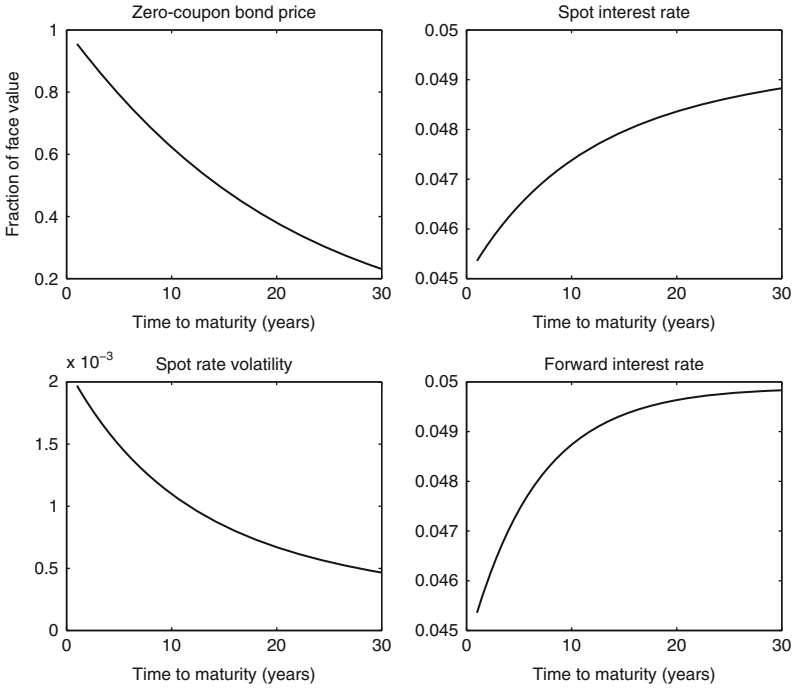 Zero-coupon bond price
Fraction of face value
1
0.8
0.6
0.4
0.2
0 10 20 30
Time to maturity (years)
Spot interest rate
0.05
0.049
0.048
0.047
0.046
0.045
0 10 20 30
Time to maturity (years)
x 10⁻³
Spot rate volatility
2
1.5
1
0.5
0
0 10 20 30
Time to maturity (years)
Forward interest rate
0.05
0.049
0.048
0.047
0.046
0.045
0 10 20 30
Time to maturity (years)